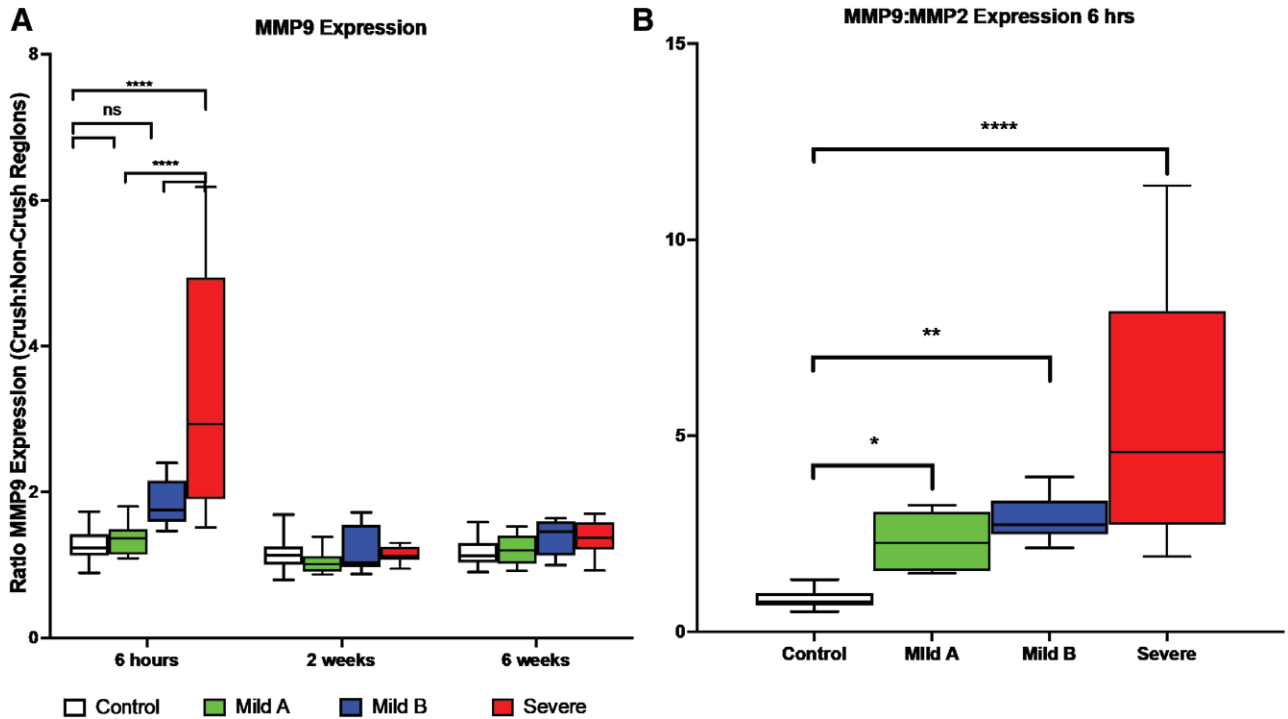 A
MMP9 Expression
Ratio MMP9 Expression (Crush:Non-Crush Regions)
8
6
4
2
0
****
ns
****
6 hours
2 weeks
6 weeks
Control
Mild A
Mild B
Severe
B
MMP9:MMP2 Expression 6 hrs
15
10
5
0
****
**
*
Control
MIld A
Mild B
Severe